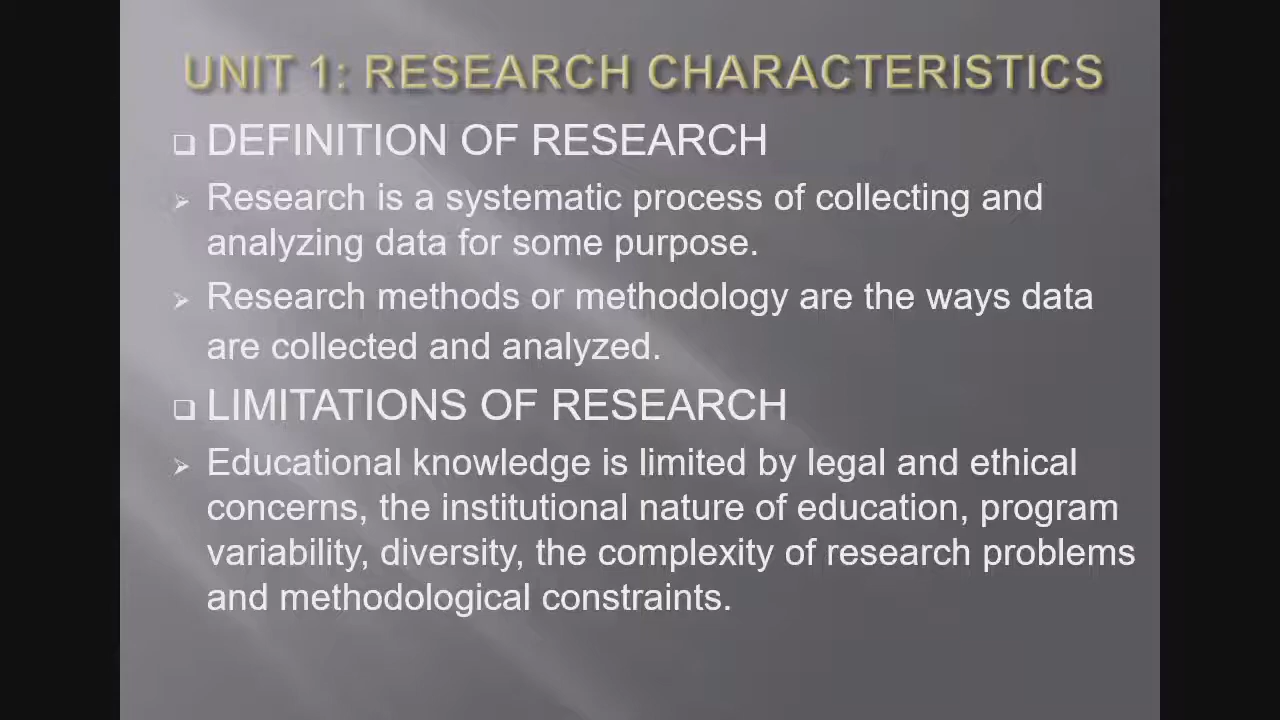 UNIT 1: RESEARCH CHARACTERISTICS
DEFINITION OF RESEARCH
Research is a systematic process of collecting and
analyzing data for some purpose.
Research methods or methodology are the ways data
are collected and analyzed.
LIMITATIONS OF RESEARCH
Educational knowledge is limited by legal and ethical
concerns, the institutional nature of education, program
variability, diversity, the complexity of research problems
and methodological constraints.